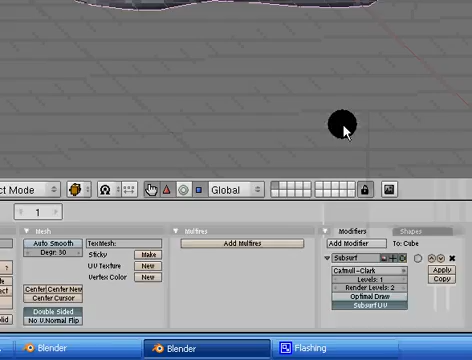 ct Mode
Global
1
Mesh
Multires
Modifiers
Shapes
Auto Smooth
Degr: 30
TexMesh:
Sticky
Make
UV Texture
New
Vertex Color
New
Center
Center New
Center Cursor
Double Sided
No V.Normal Flip
Add Multires
Add Modifier
To: Cube
Subsurf
Catmull-Clark
Levels: 1
Render Levels: 2
Optimal Draw
Subsurf UV
Apply
Copy
Blender
Blender
Flashing